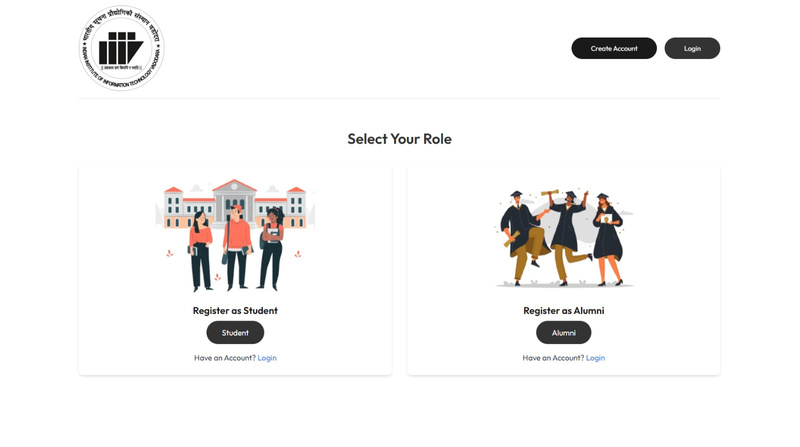 भारतीय सूचना प्रौद्योगिकी संस्थान वडोदरा
INDIAN INSTITUTE OF INFORMATION TECHNOLOGY VADODARA
Create Account
Login
Select Your Role
Register as Student
Student
Have an Account? Login
Register as Alumni
Alumni
Have an Account? Login